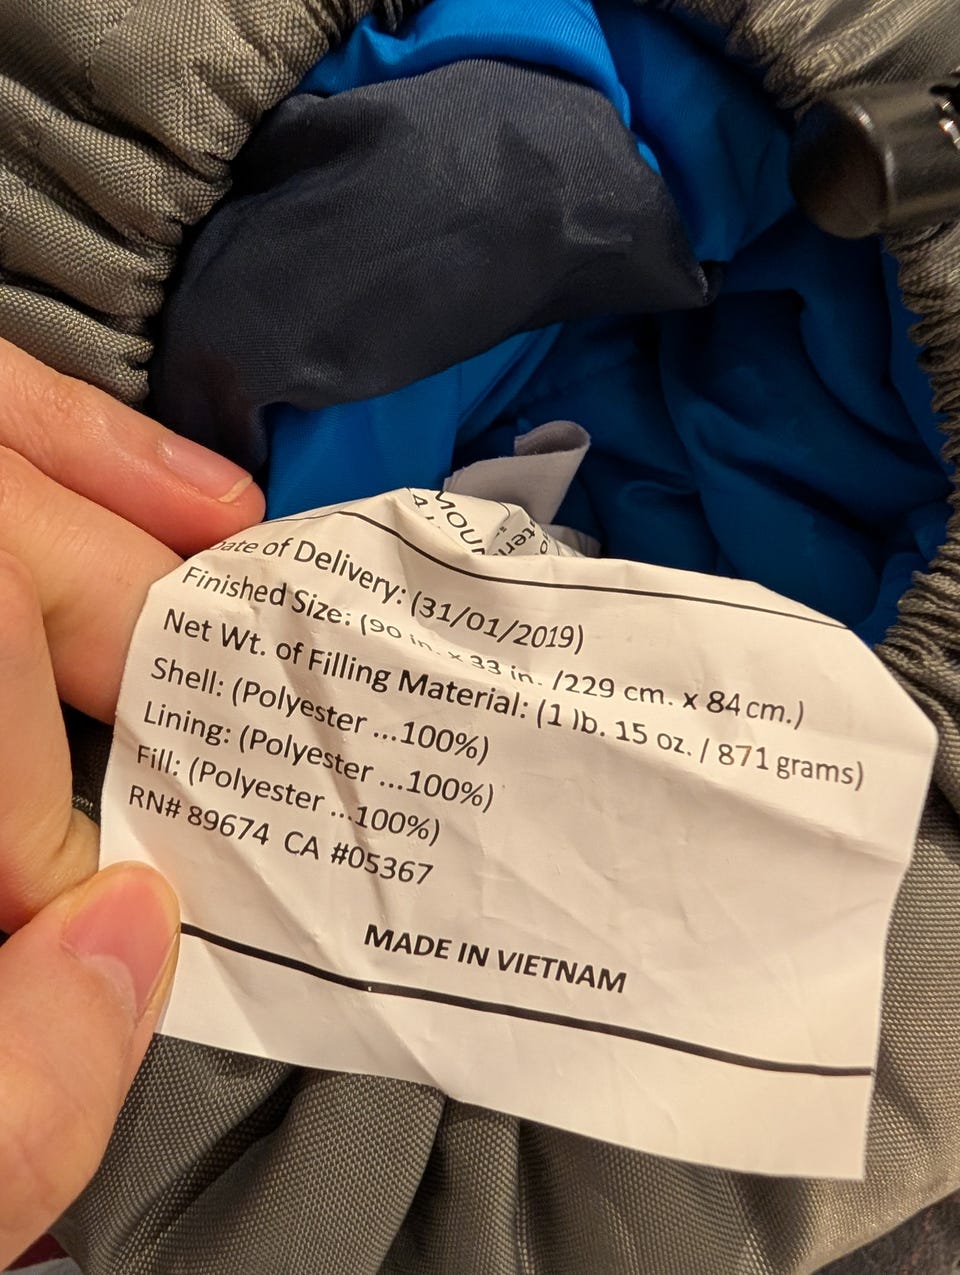 MOUN
Date of Delivery: (31/01/2019)
Finished Size: (90 in. x 33 in. /229 cm. x 84 cm.)
Net Wt. of Filling Material: (1 lb. 15 oz. / 871 grams)
Shell: (Polyester ...100%)
Lining: (Polyester ...100%)
Fill: (Polyester ...100%)
RN# 89674 CA #05367
MADE IN VIETNAM